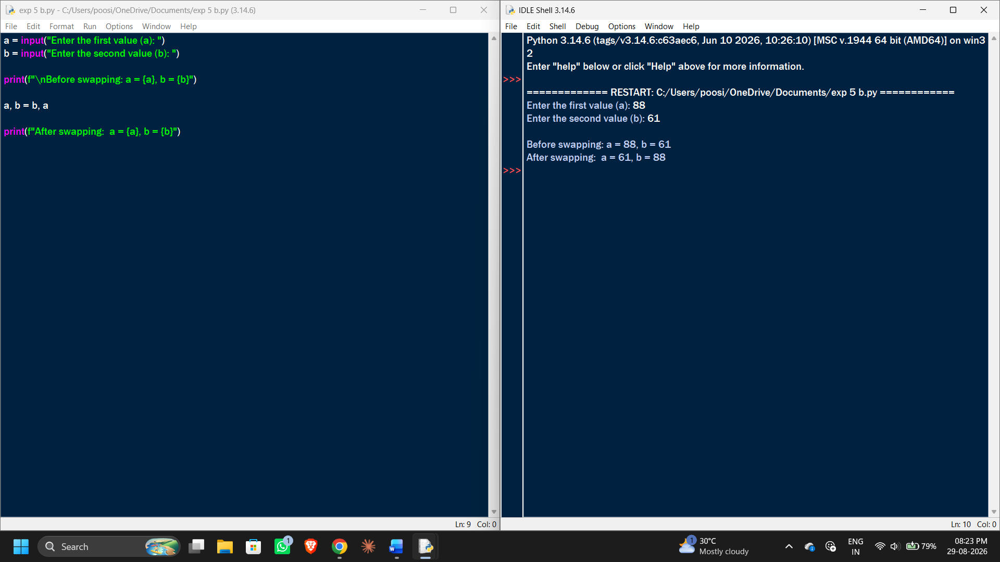 exp 5 b.py - C:/Users/poosi/OneDrive/Documents/exp 5 b.py (3.14.6)
File Edit Format Run Options Window Help
a = input("Enter the first value (a): ")
b = input("Enter the second value (b): ")
print(f"\nBefore swapping: a = {a}, b = {b}")
a, b = b, a
print(f"After swapping:  a = {a}, b = {b}")
Ln: 9 Col: 0
IDLE Shell 3.14.6
File Edit Shell Debug Options Window Help
Python 3.14.6 (tags/v3.14.6:c63aec6, Jun 10 2026, 10:26:10) [MSC v.1944 64 bit (AMD64)] on win3
2
Enter "help" below or click "Help" above for more information.
>>>
============= RESTART: C:/Users/poosi/OneDrive/Documents/exp 5 b.py ============
Enter the first value (a): 88
Enter the second value (b): 61
Before swapping: a = 88, b = 61
After swapping:  a = 61, b = 88
>>>
Ln: 10 Col: 0
Search
1
W
1
30°C
Mostly cloudy
ENG
IN
79%
08:23 PM
29-08-2026